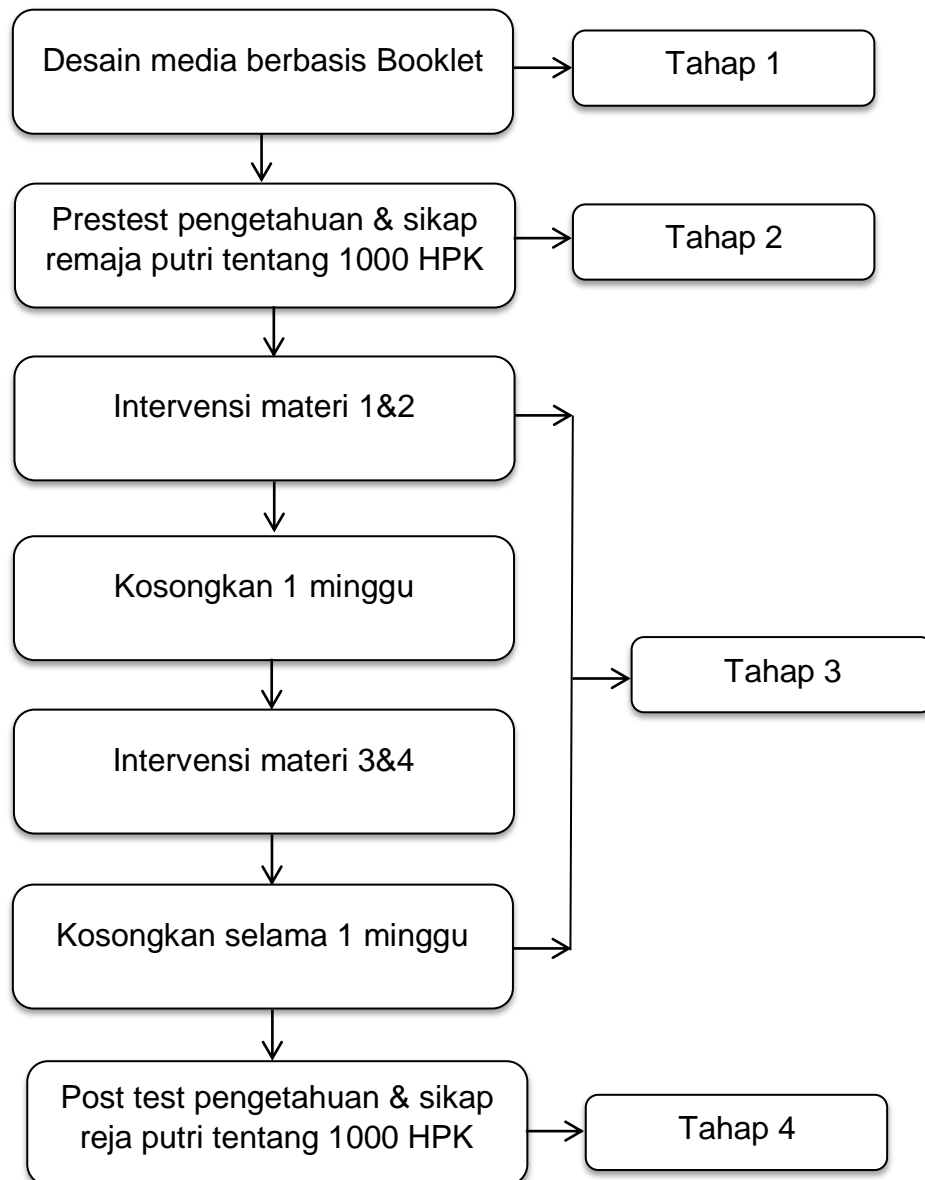 Desain media berbasis Booklet
Tahap 1
Prestest pengetahuan & sikap
remaja putri tentang 1000 HPK
Tahap 2
Intervensi materi 1&2
Kosongkan 1 minggu
Tahap 3
Intervensi materi 3&4
Kosongkan selama 1 minggu
Post test pengetahuan & sikap
reja putri tentang 1000 HPK
Tahap 4